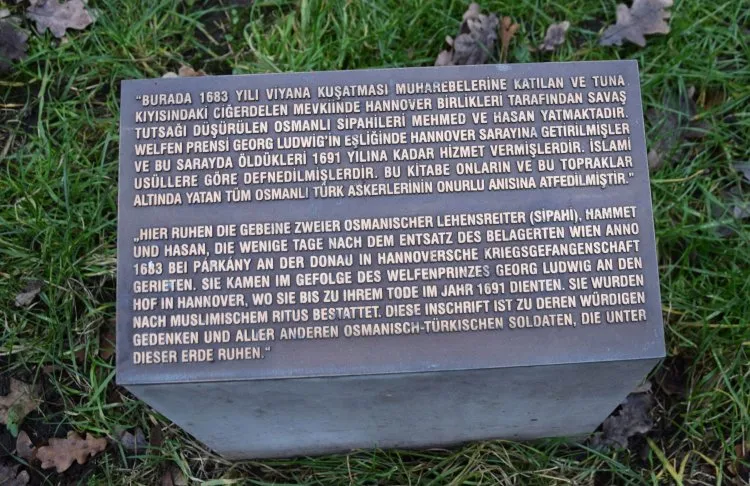 “BURADA 1683 YILI VİYANA KUŞATMASI MUHAREBELERİNE KATILAN VE TUNA
KIYISINDAKİ CİĞERDELEN MEVKİİNDE HANNOVER BİRLİKLERİ TARAFINDAN SAVAŞ
TUTSAĞI DÜŞÜRÜLEN OSMANLI SİPAHİLERİ MEHMED VE HASAN YATMAKTADIR.
WELFEN PRENSİ GEORG LUDWIG'IN EŞLİĞİNDE HANNOVER SARAYINA GETİRİLMİŞLER
VE BU SARAYDA ÖLDÜKLERİ 1691 YILINA KADAR HİZMET VERMİŞLERDİR. İSLAMİ
USÜLLERE GÖRE DEFNEDİLMİŞLERDİR. BU KİTABE ONLARIN VE BU TOPRAKLAR
ALTINDA YATAN TÜM OSMANLI TÜRK ASKERLERİNİN ONURLU ANISINA ATFEDİLMİŞTİR.”
„HIER RUHEN DIE GEBEINE ZWEIER OSMANISCHER LEHENSREITER (SİPAHI), HAMMET
UND HASAN, DIE WENIGE TAGE NACH DEM ENTSATZ DES BELAGERTEN WIEN ANNO
1683 BEI PÁRKÁNY AN DER DONAU IN HANNOVERSCHE KRIEGSGEFANGENSCHAFT
GERIETEN. SIE KAMEN IM GEFOLGE DES WELFENPRINZES GEORG LUDWIG AN DEN
HOF IN HANNOVER, WO SIE BIS ZU IHREM TODE IM JAHR 1691 DIENTEN. SIE WURDEN
NACH MUSLIMISCHEM RITUS BESTATTET. DIESE INSCHRIFT IST ZU DEREN WÜRDIGEN
GEDENKEN UND ALLER ANDEREN OSMANISCH-TÜRKISCHEN SOLDATEN, DIE UNTER
DIESER ERDE RUHEN.“